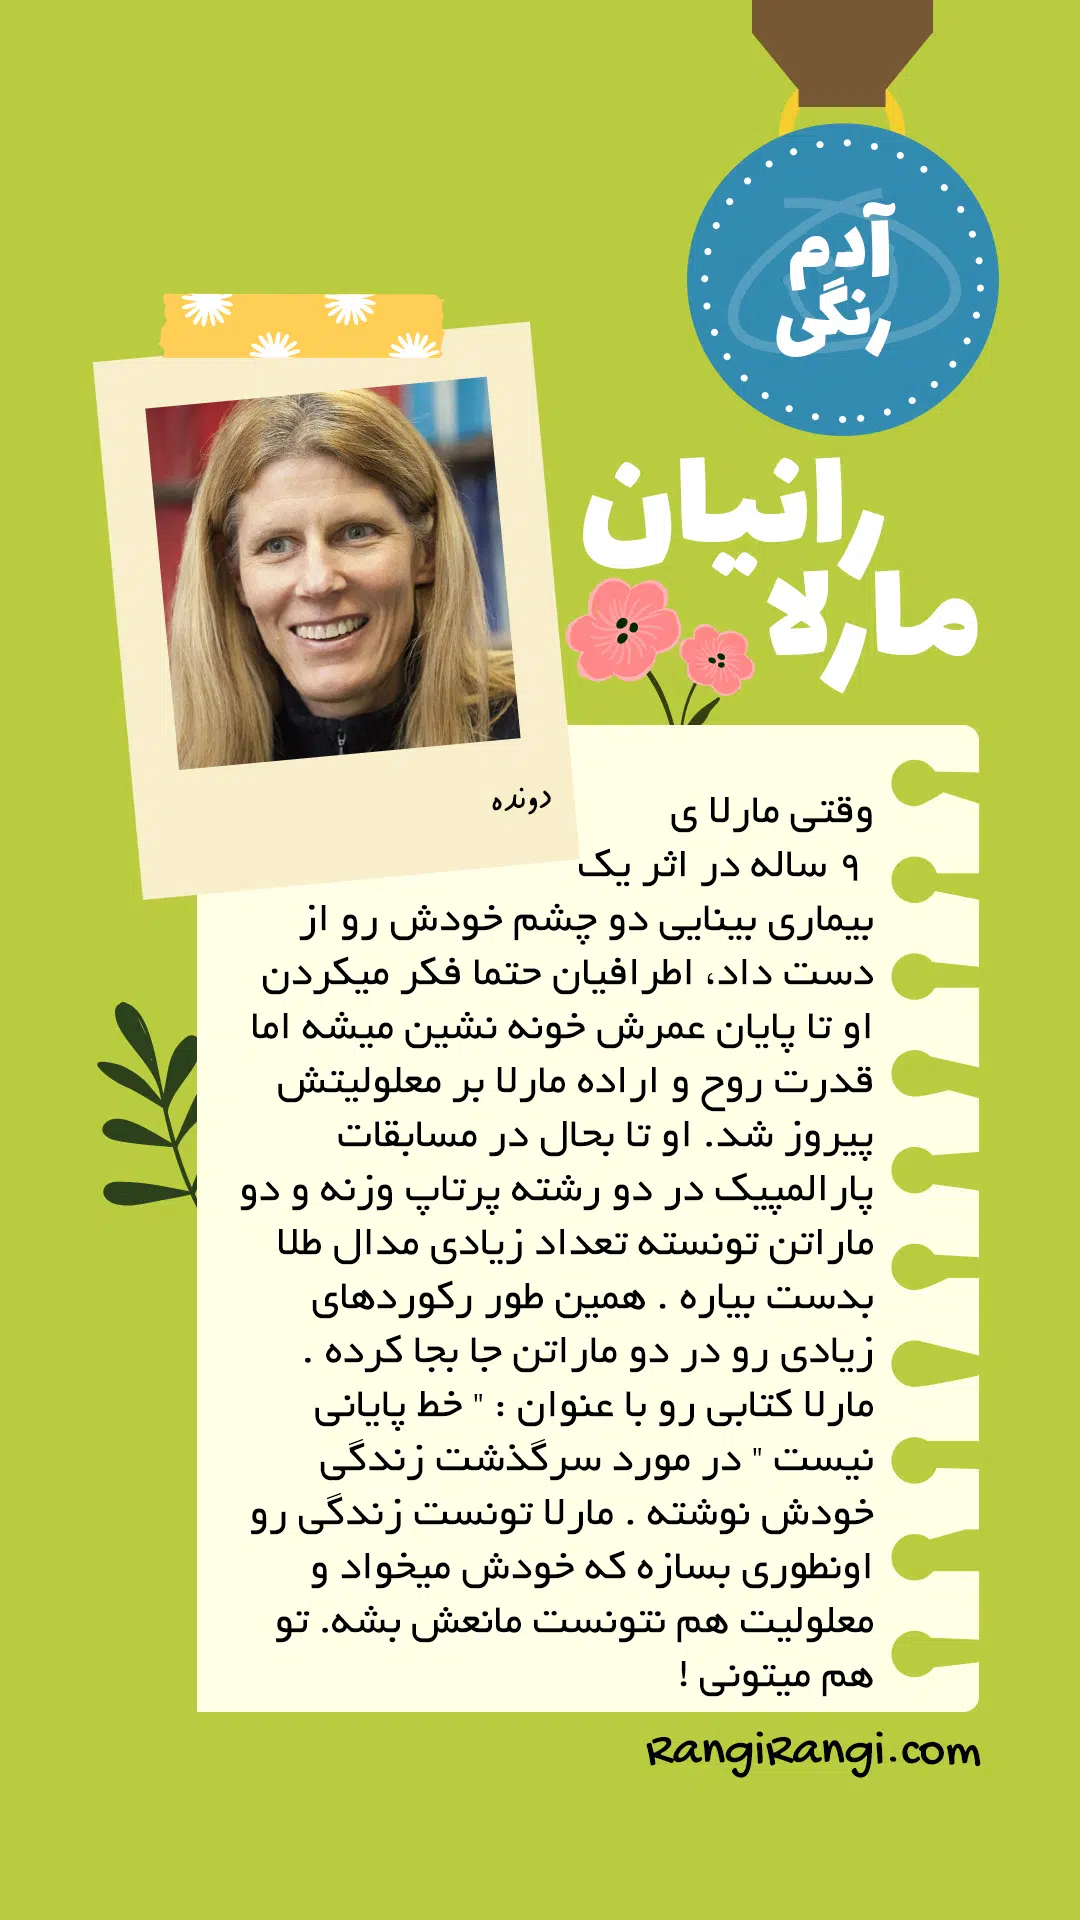 آدم
رنگی
رانیان
مارلا
دونده
وقتی مارلا ی
۹ ساله در اثر یک
بیماری بینایی دو چشم خودش رو از
دست داد، اطرافیان حتما فکر میکردن
او تا پایان عمرش خونه نشین میشه اما
قدرت روح و اراده مارلا بر معلولیتش
پیروز شد. او تا بحال در مسابقات
پارالمپیک در دو رشته پرتاپ وزنه و دو
ماراتن تونسته تعداد زیادی مدال طلا
بدست بیاره . همین طور رکوردهای
زیادی رو در دو ماراتن جا بجا کرده .
مارلا کتابی رو با عنوان : " خط پایانی
نیست " در مورد سرگذشت زندگی
خودش نوشته . مارلا تونست زندگی رو
اونطوری بسازه که خودش میخواد و
معلولیت هم نتونست مانعش بشه. تو
هم میتونی !
RangiRangi.com